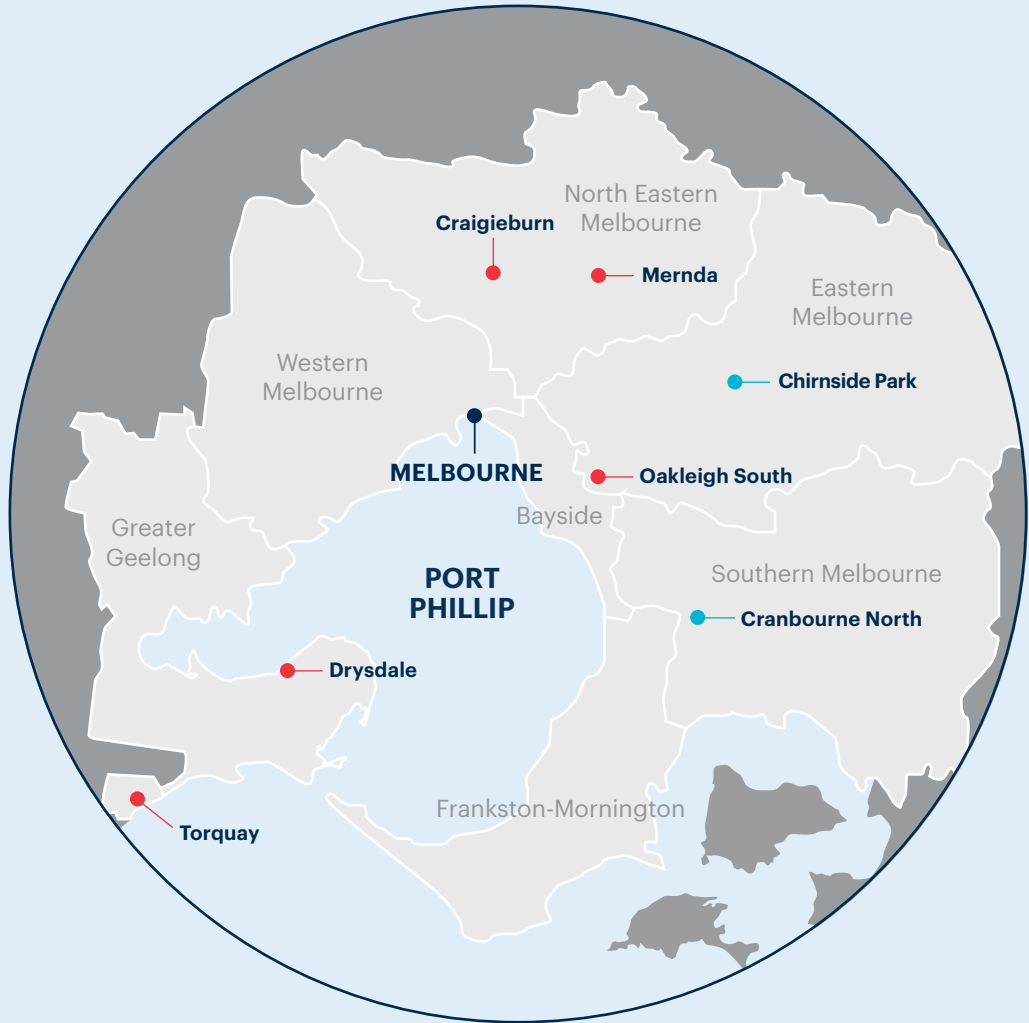 North Eastern
Melbourne
Craigieburn
Mernda
Eastern
Melbourne
Western
Melbourne
Chirnside Park
MELBOURNE
Oakleigh South
Bayside
Greater
Geelong
PORT
PHILLIP
Southern Melbourne
Cranbourne North
Drysdale
Frankston-Mornington
Torquay